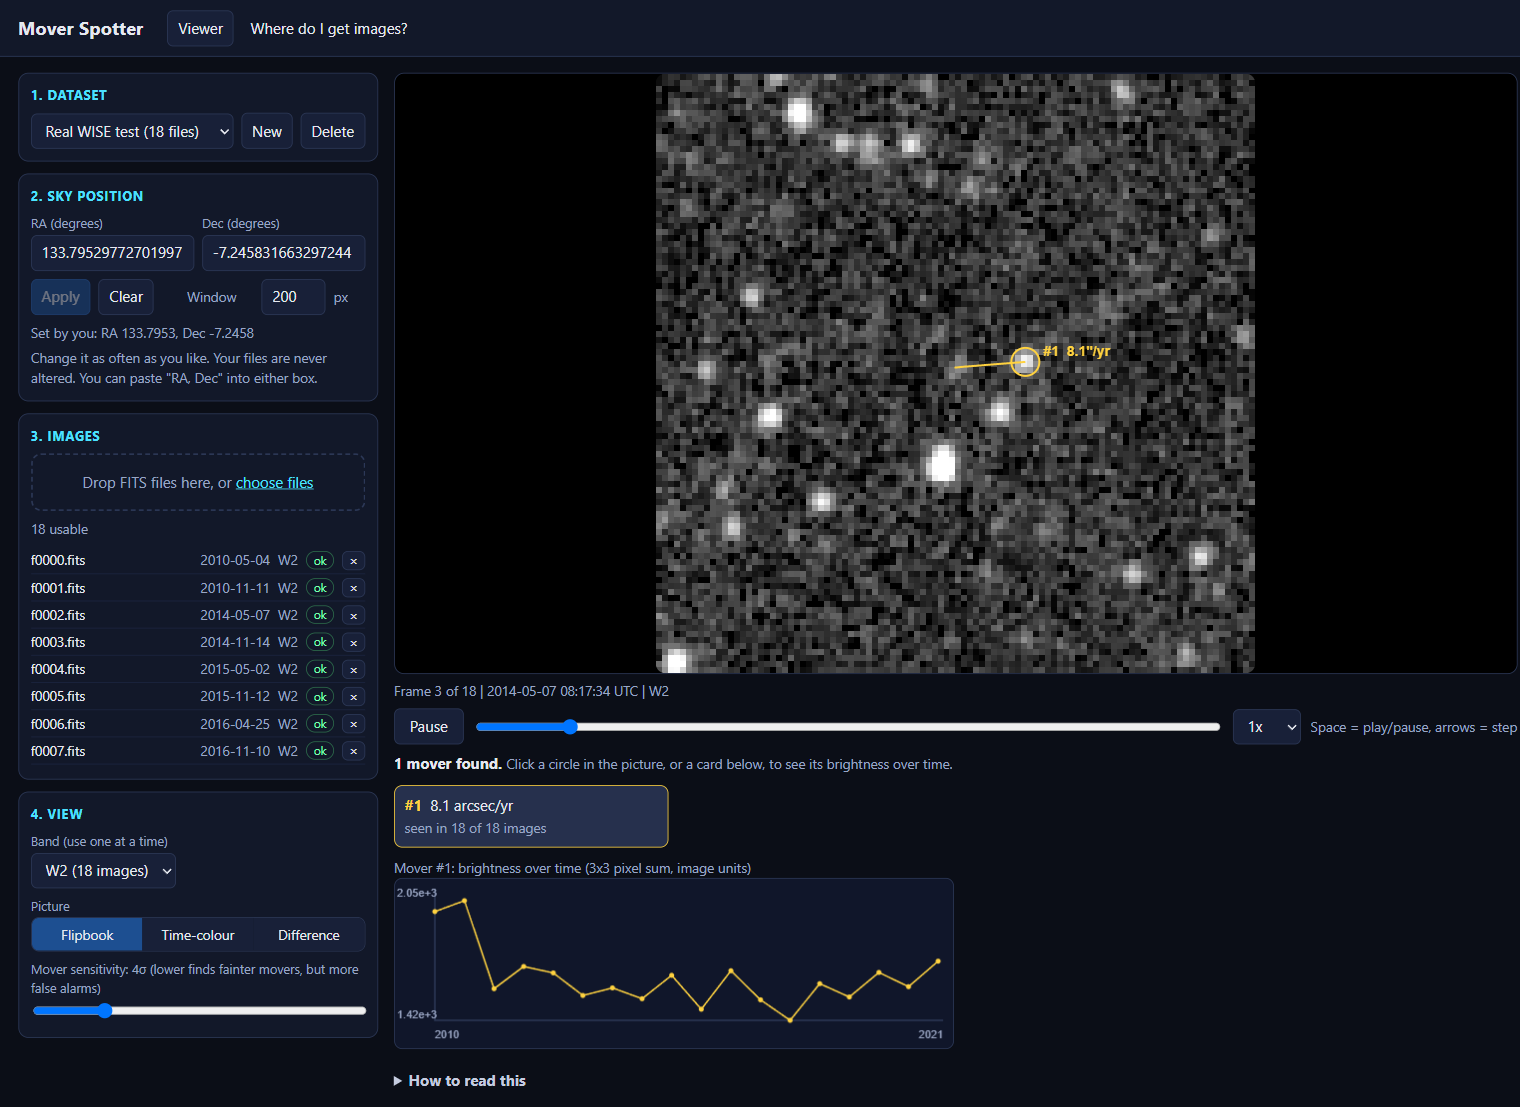 Mover Spotter
Viewer
Where do I get images?
1. DATASET
Real WISE test (18 files)
New
Delete
2. SKY POSITION
RA (degrees)
Dec (degrees)
133.79529772701997
-7.245831663297244
Apply
Clear
Window
200
px
Set by you: RA 133.7953, Dec -7.2458
Change it as often as you like. Your files are never
altered. You can paste "RA, Dec" into either box.
3. IMAGES
Drop FITS files here, or choose files
18 usable
f0000.fits 2010-05-04 W2 ok ×
f0001.fits 2010-11-11 W2 ok ×
f0002.fits 2014-05-07 W2 ok ×
f0003.fits 2014-11-14 W2 ok ×
f0004.fits 2015-05-02 W2 ok ×
f0005.fits 2015-11-12 W2 ok ×
f0006.fits 2016-04-25 W2 ok ×
f0007.fits 2016-11-10 W2 ok ×
4. VIEW
Band (use one at a time)
W2 (18 images)
Picture
Flipbook
Time-colour
Difference
Mover sensitivity: 4σ (lower finds fainter movers, but more
false alarms)
#1 8.1"/yr
Frame 3 of 18 | 2014-05-07 08:17:34 UTC | W2
Pause
1x
Space = play/pause, arrows = step
1 mover found. Click a circle in the picture, or a card below, to see its brightness over time.
#1 8.1 arcsec/yr
seen in 18 of 18 images
Mover #1: brightness over time (3x3 pixel sum, image units)
2.05e+3
1.42e+3
2010
2021
How to read this